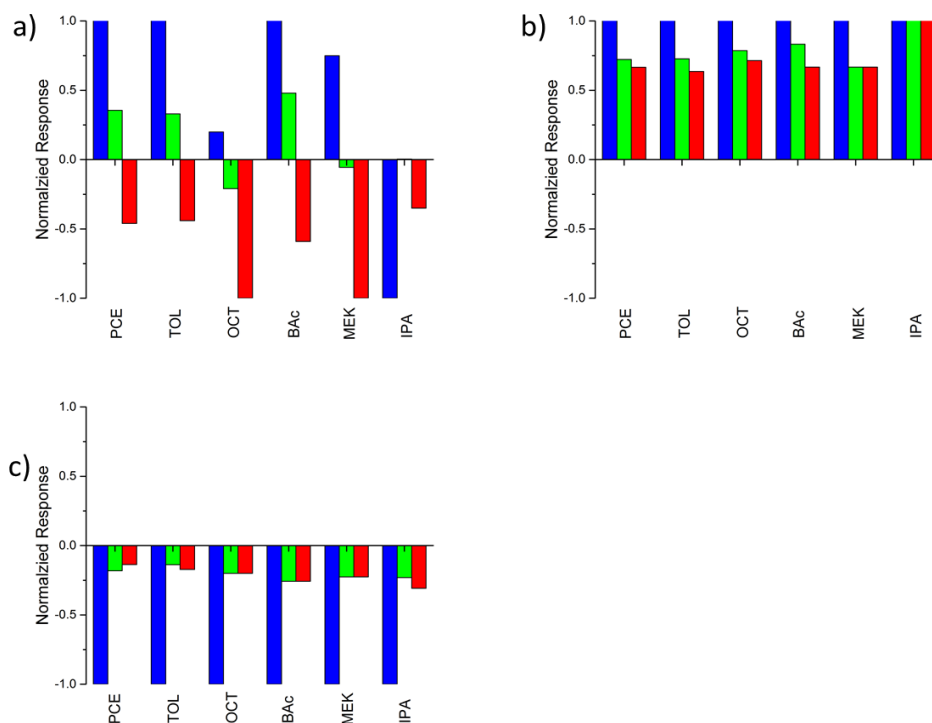 a)
Normalzied Response
1.0
0.5
0.0
-0.5
-1.0
PCE
TOL
OCT
BAc
MEK
IPA
b)
Normalzied Response
1.0
0.5
0.0
-0.5
-1.0
PCE
TOL
OCT
BAc
MEK
IPA
c)
Normalzied Response
1.0
0.5
0.0
-0.5
-1.0
PCE
TOL
OCT
BAc
MEK
IPA